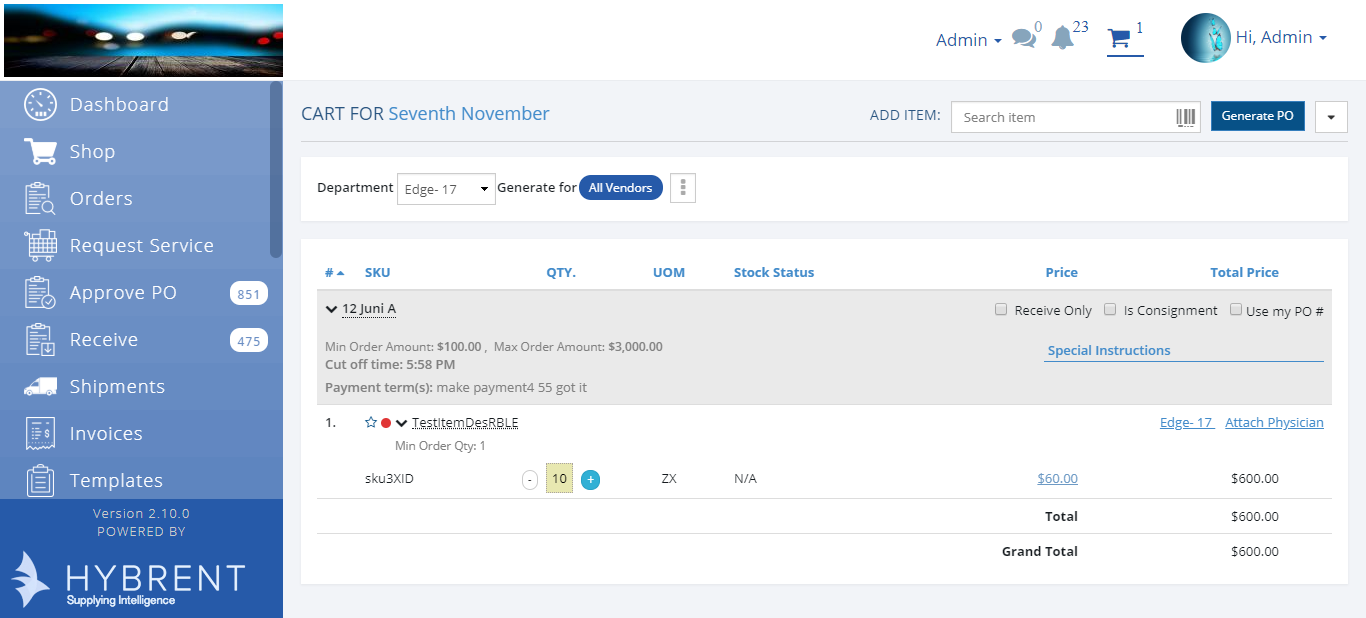 Admin 0 23 1 Hi, Admin
Dashboard
Shop
Orders
Request Service
Approve PO 851
Receive 475
Shipments
Invoices
Templates
Version 2.10.0
POWERED BY
HYBRENT
Supplying Intelligence
CART FOR Seventh November ADD ITEM: Search item Generate PO
Department Edge- 17 Generate for All Vendors
# SKU QTY. UOM Stock Status Price Total Price
12 Juni A Receive Only Is Consignment Use my PO #
Min Order Amount: $100.00 , Max Order Amount: $3,000.00 Special Instructions
Cut off time: 5:58 PM
Payment term(s): make payment4 55 got it
1. TestItemDesRBLE Edge- 17 Attach Physician
Min Order Qty: 1
sku3XID - 10 + ZX N/A $60.00 $600.00
Total $600.00
Grand Total $600.00